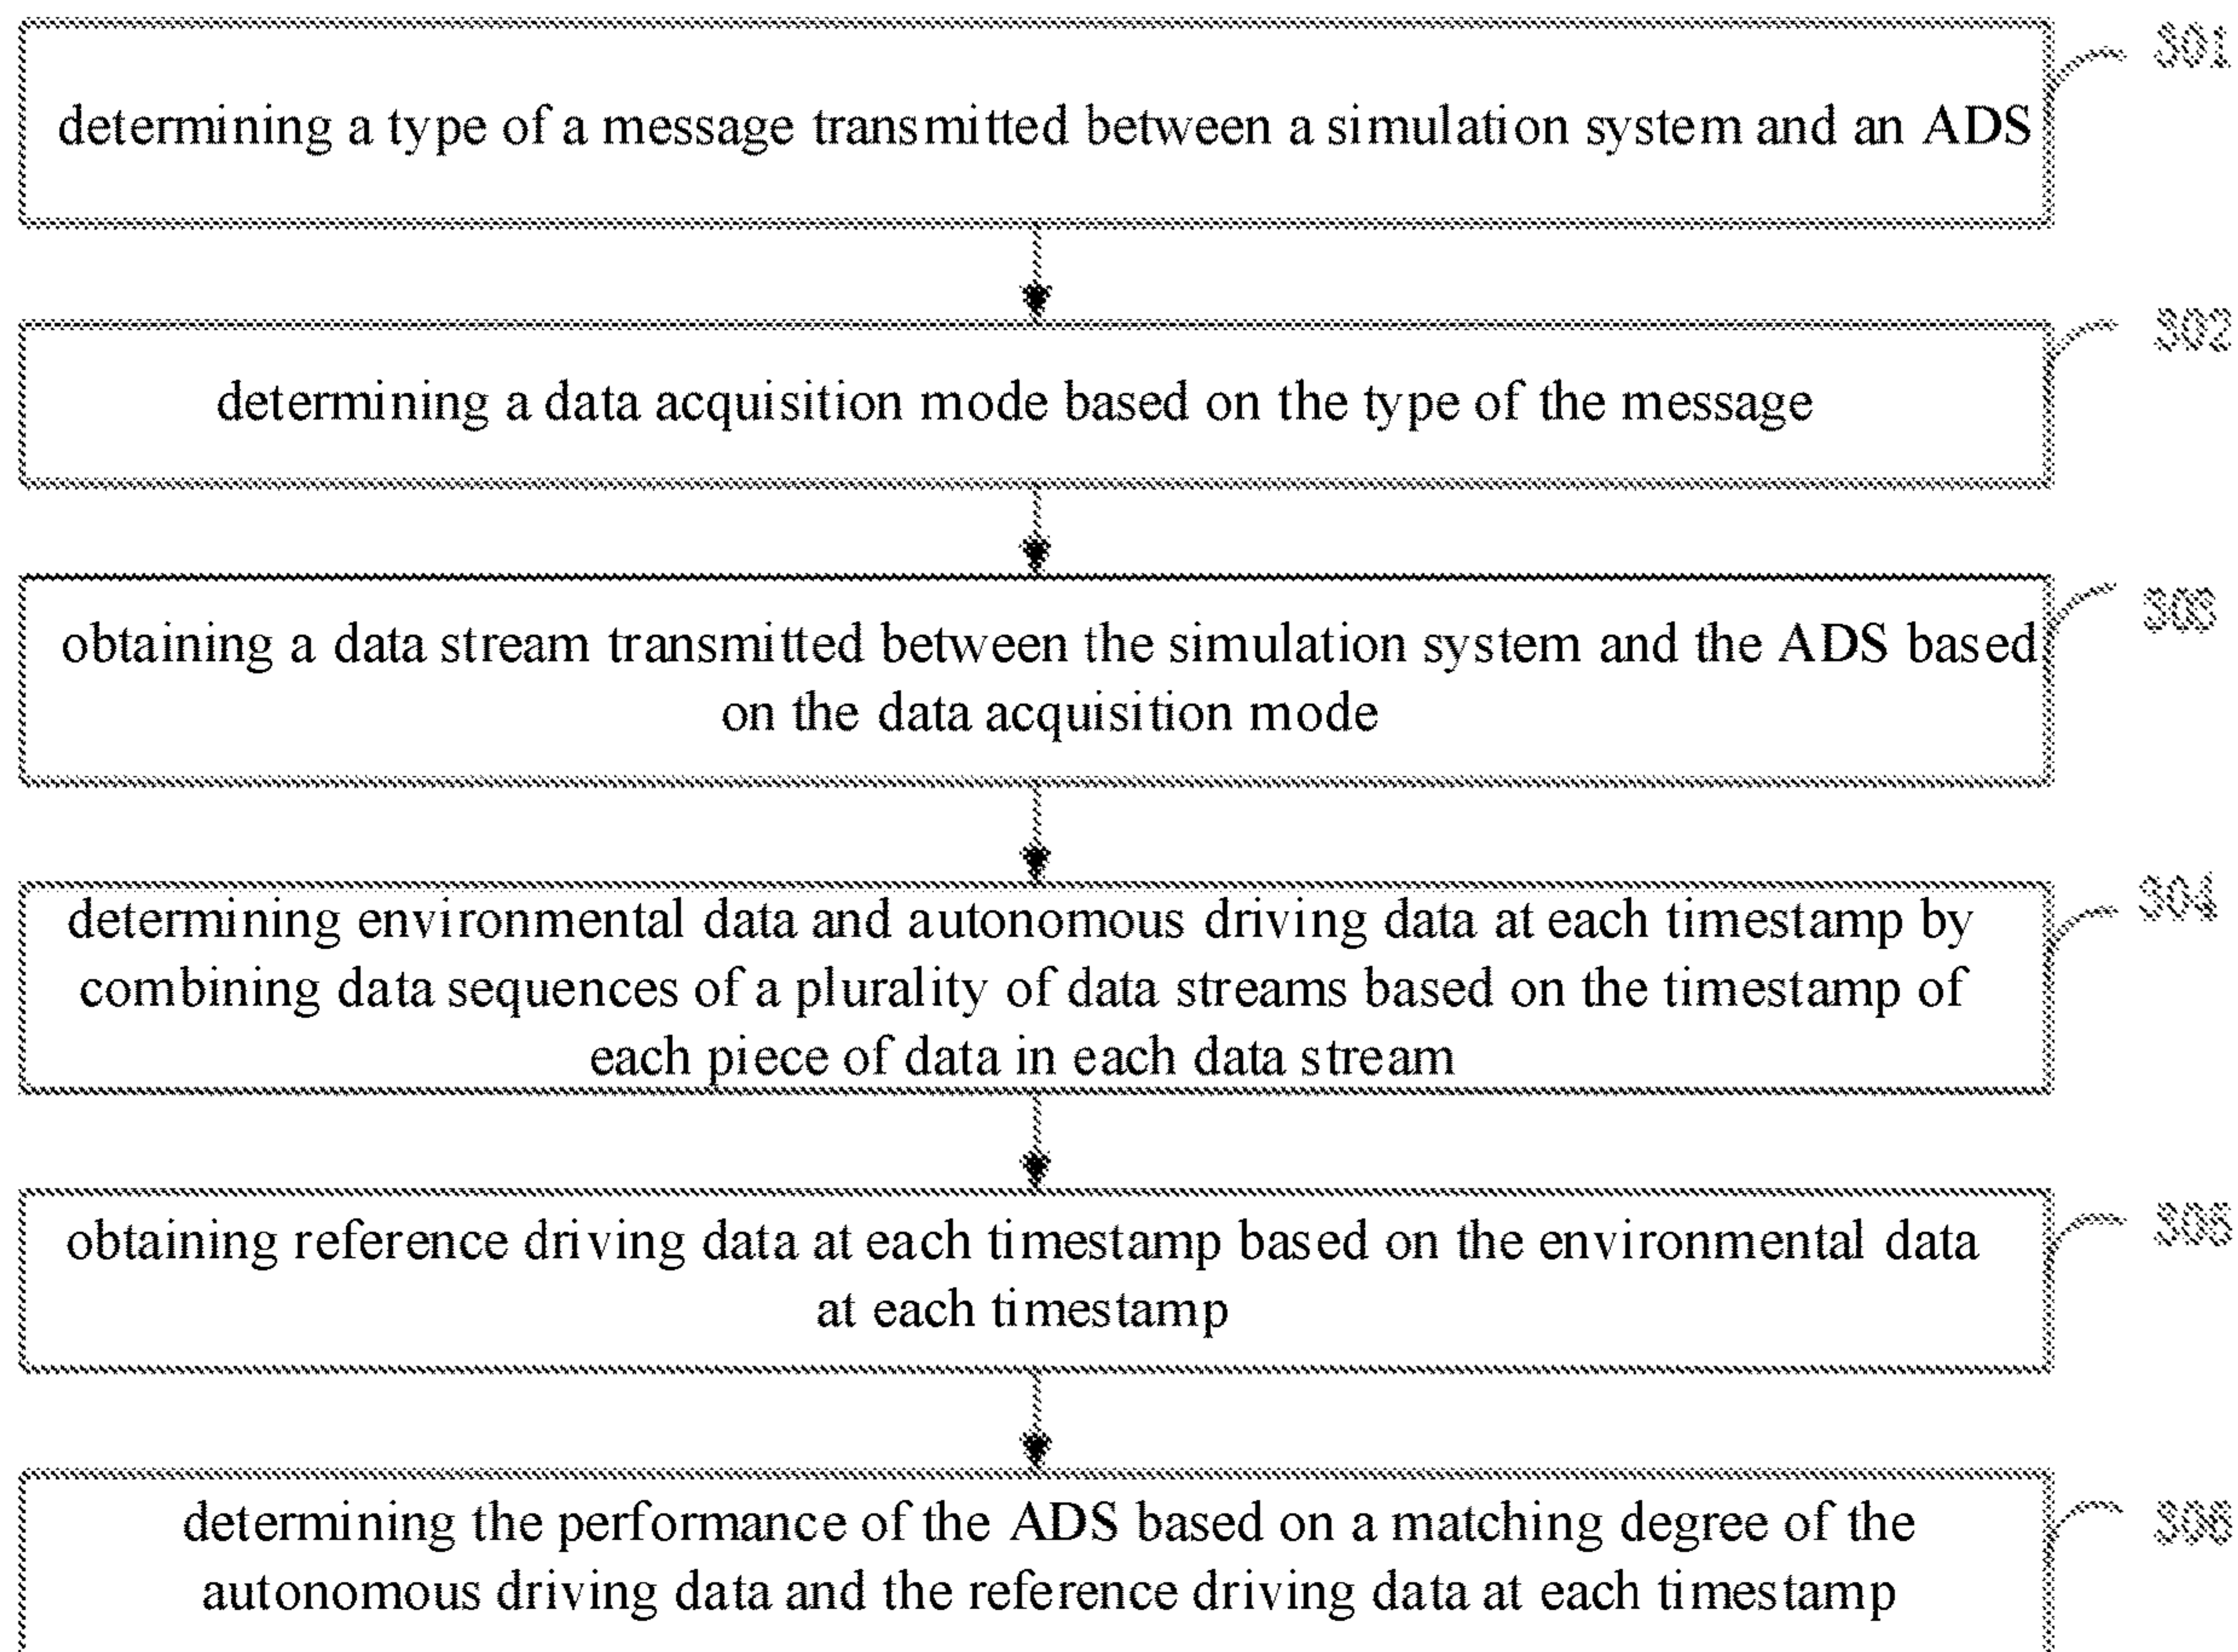 301
determining a type of a message transmitted between a simulation system and an ADS
302
determining a data acquisition mode based on the type of the message
303
obtaining a data stream transmitted between the simulation system and the ADS based
on the data acquisition mode
304
determining environmental data and autonomous driving data at each timestamp by
combining data sequences of a plurality of data streams based on the timestamp of
each piece of data in each data stream
305
obtaining reference driving data at each timestamp based on the environmental data
at each timestamp
306
determining the performance of the ADS based on a matching degree of the
autonomous driving data and the reference driving data at each timestamp